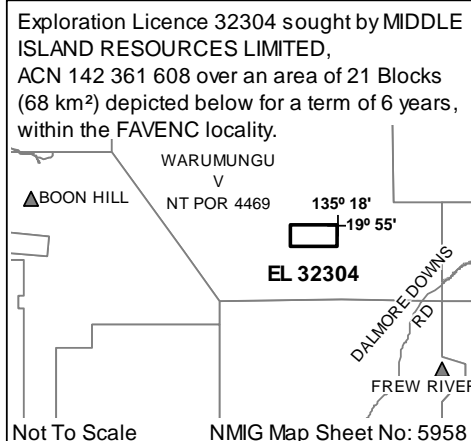 Exploration Licence 32304 sought by MIDDLE
ISLAND RESOURCES LIMITED,
ACN 142 361 608 over an area of 21 Blocks
(68 km²) depicted below for a term of 6 years,
within the FAVENC locality.
WARUMUNGU
V
NT POR 4469
BOON HILL
135° 18'
19° 55'
EL 32304
DALMORE DOWNS
RD
FREW RIVER
Not To Scale
NMIG Map Sheet No: 5958